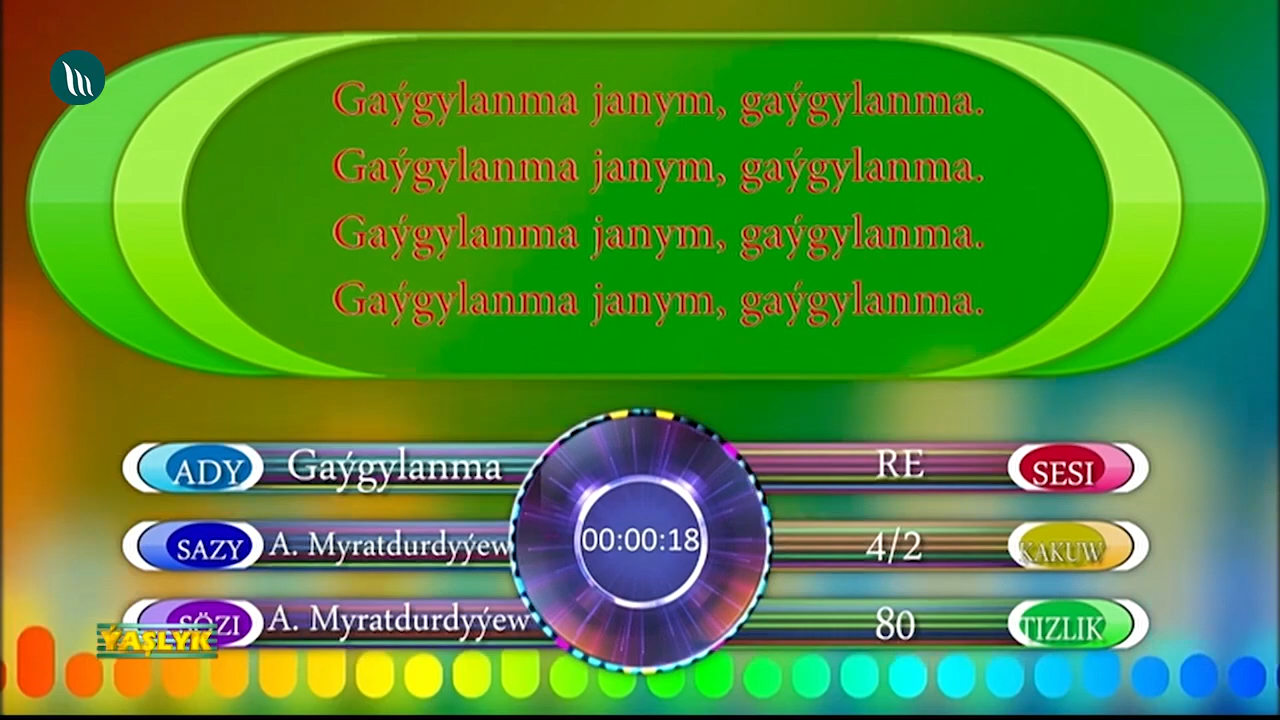 Gaýgylanma janym, gaýgylanma.
Gaýgylanma janym, gaýgylanma.
Gaýgylanma janym, gaýgylanma.
Gaýgylanma janym, gaýgylanma.
ADY Gaýgylanma RE SESI
SAZY A. Myratdurdyýew 00:00:18 4/2 KAKUW
SÖZI A. Myratdurdyýew 80 TIZLIK
ÝAŞLYK